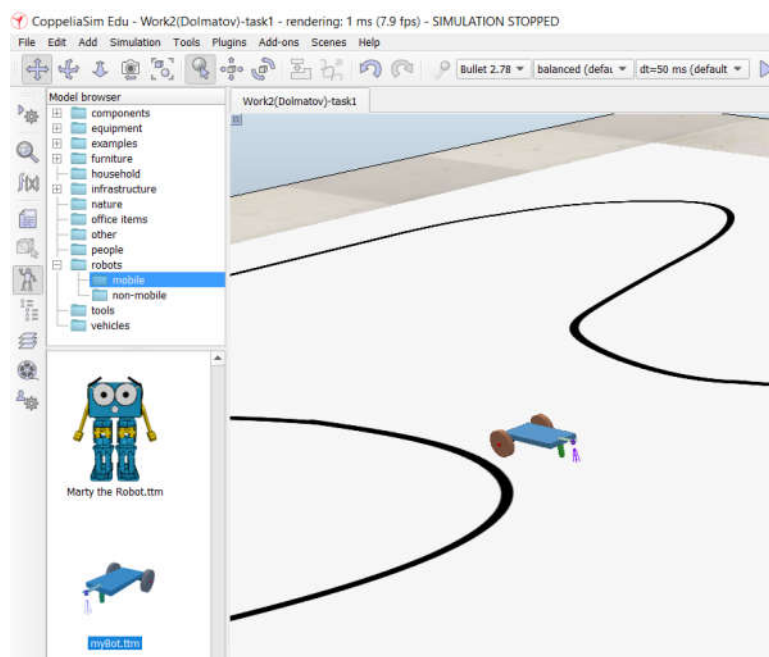 CoppeliaSim Edu - Work2(Dolmatov)-task1 - rendering: 1 ms (7.9 fps) - SIMULATION STOPPED
File Edit Add Simulation Tools Plugins Add-ons Scenes Help
Bullet 2.78 balanced (defau dt=50 ms (default
Model browser
Work2(Dolmatov)-task1
components
equipment
examples
furniture
household
infrastructure
nature
office items
other
people
robots
mobile
non-mobile
tools
vehicles
f(x)
Marty the Robot.ttm
myBot.ttm